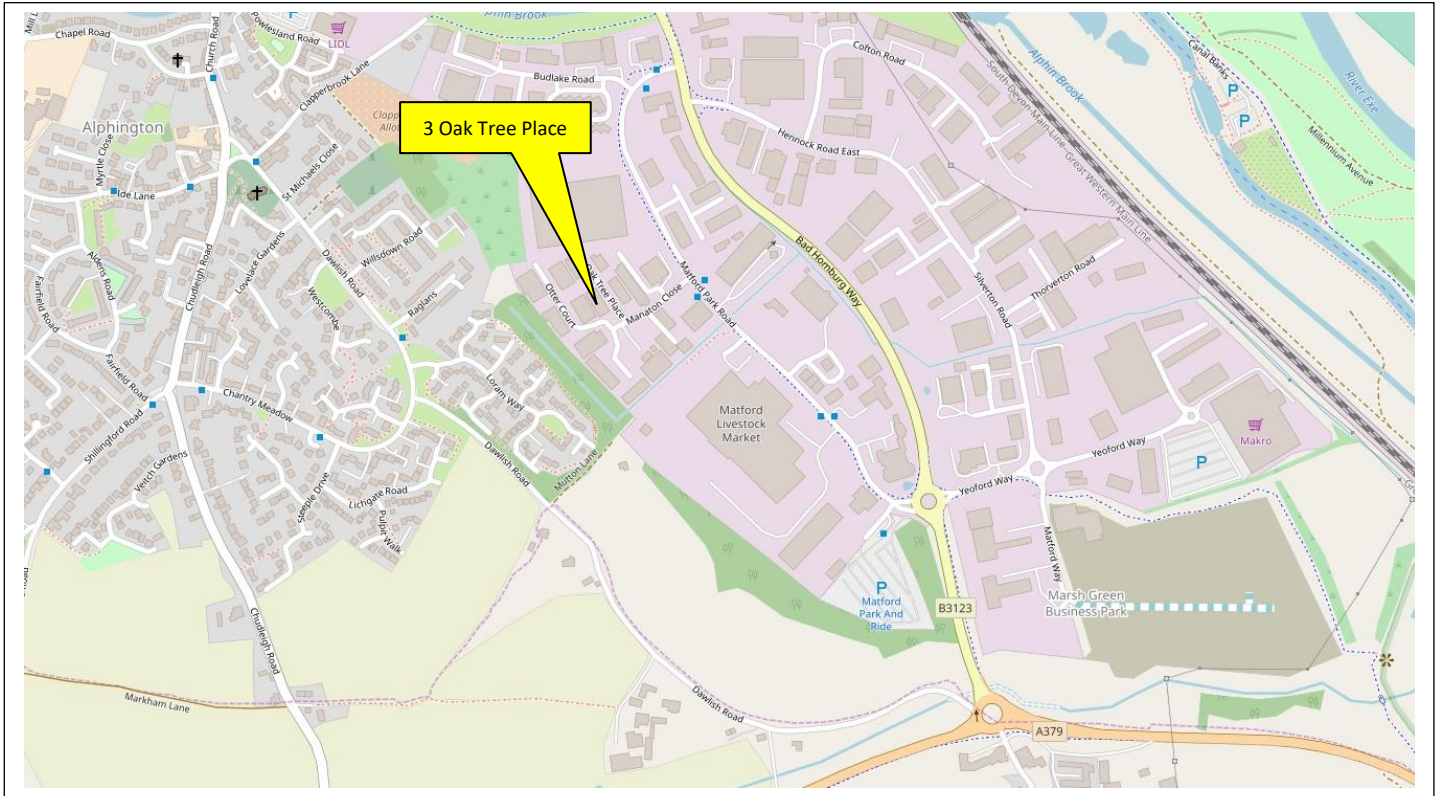 Chapel Road
Church Road
Powlesland Road
P
LIDL
Alphin Brook
Clapperbrook Lane
Budlake Road
Cofton Road
Alphin Brook
Canal Banks
P
P
River Exe
Millennium Avenue
South Devon Main Line
Great Western Main Line
Alphington
3 Oak Tree Place
Hennock Road East
Myrtle Close
Ide Lane
St Michaels Close
Aldens Road
Fairfield Road
Chudleigh Road
Lovelace Gardens
Willsdown Road
Dawlish Road
Westcombe
Raglans
Otter Court
Oak Tree Place
Manaton Close
Matford Park Road
Bad Homburg Way
Silverton Road
Thorverton Road
Fairfield Road
Shillingford Road
Chantry Meadow
Loram Way
Matford
Livestock
Market
Makro
P
Yeoford Way
Yeoford Way
Veitch Gardens
Steeple Drive
Lichgate Road
Pulpit Walk
Dawlish Road
Mutton Lane
Matford Way
P
Matford
Park And
Ride
B3123
Marsh Green
Business Park
Chudleigh Road
Markham Lane
Dawlish Road
A379